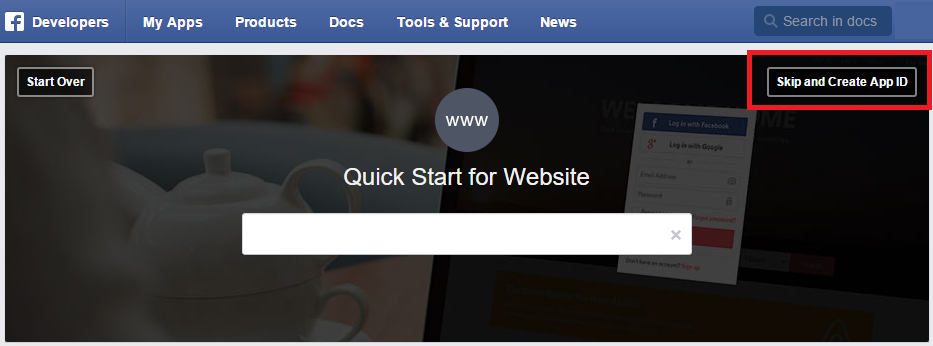 Developers My Apps Products Docs Tools & Support News Search in docs
Start Over
Skip and Create App ID
www
Quick Start for Website
Log in with Facebook
Log in with Google
or
Email Address
Password
Forgot password?
Don't have an account? Sign up